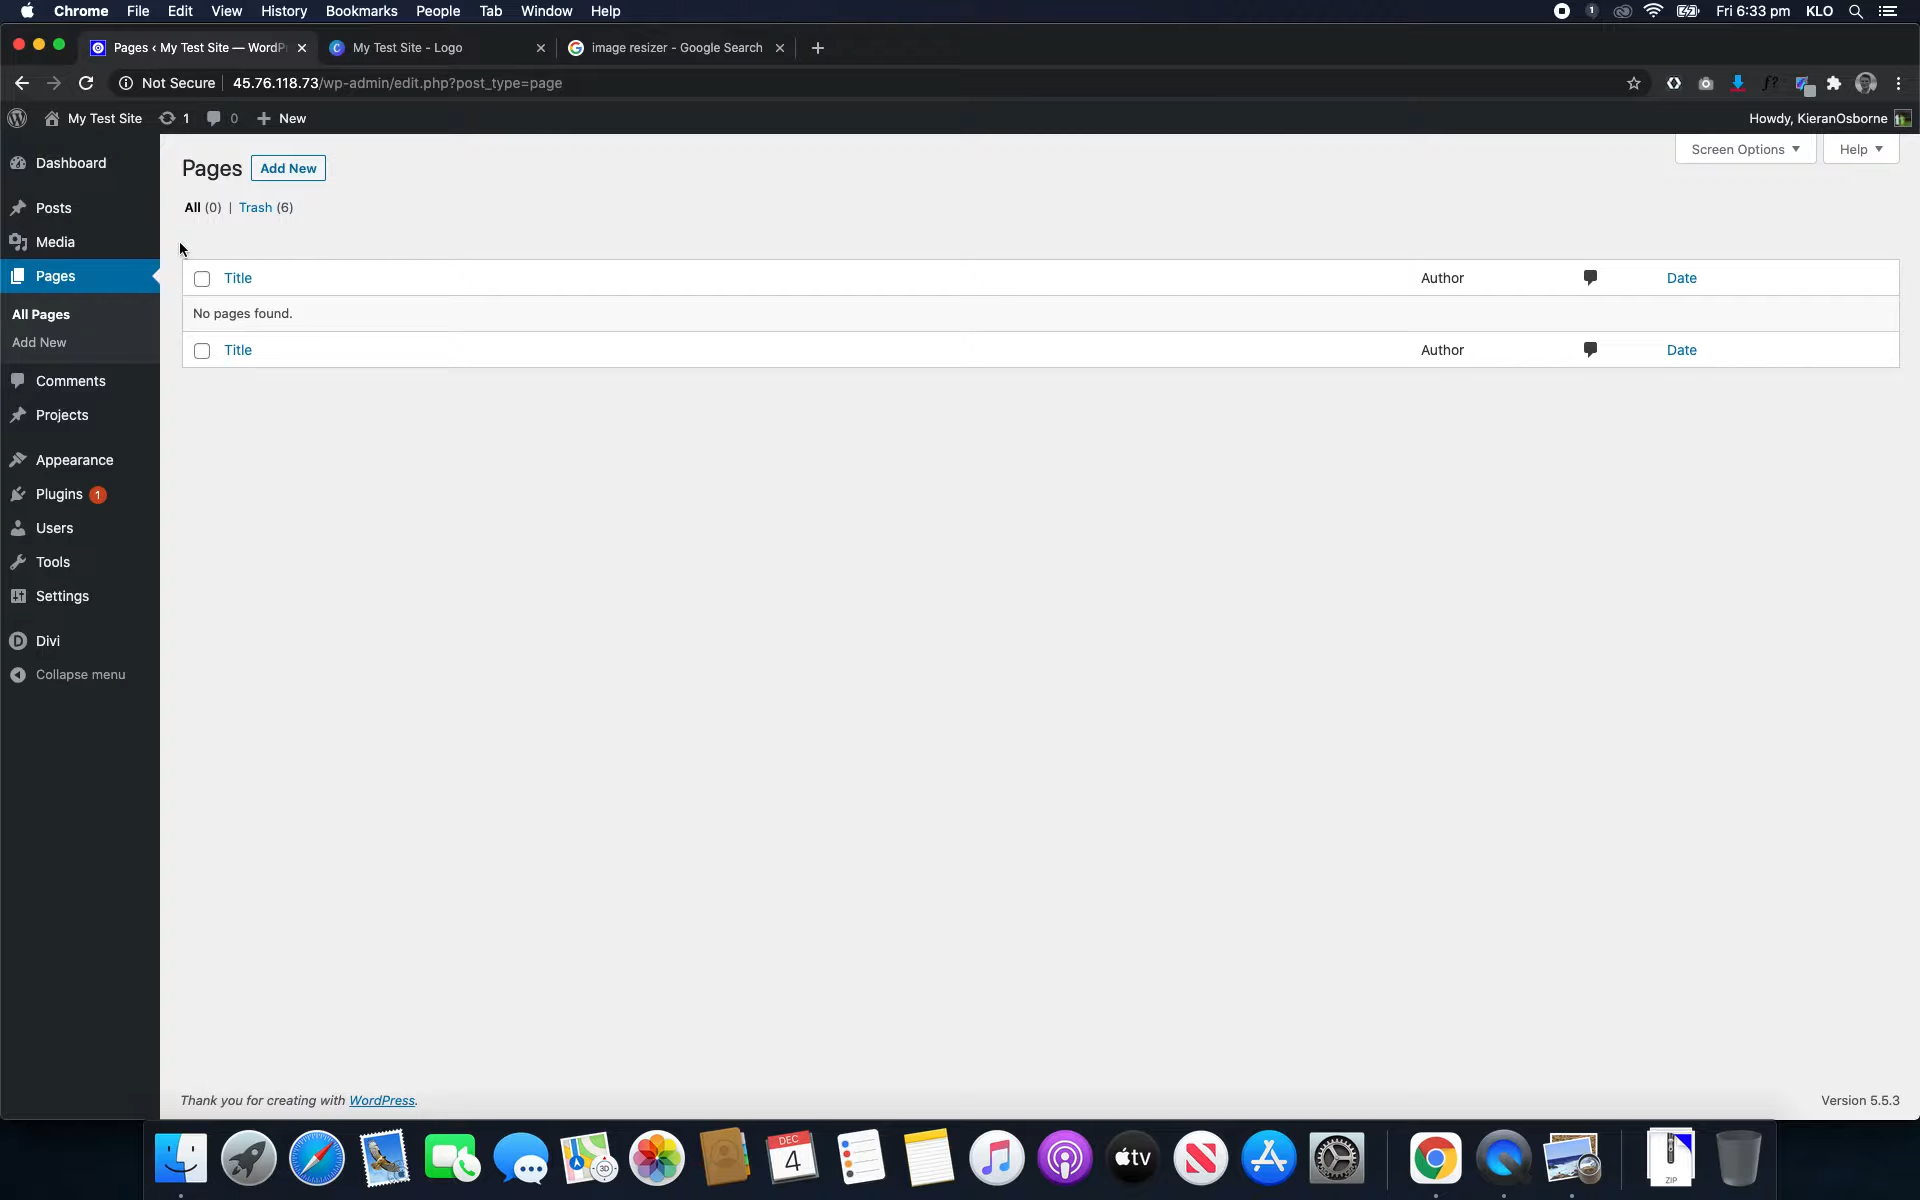 Chrome File Edit View History Bookmarks People Tab Window Help 1 Fri 6:33 pm KLO
Pages ‹ My Test Site — WordP My Test Site - Logo image resizer - Google Search
Not Secure 45.76.118.73/wp-admin/edit.php?post_type=page f?
My Test Site 1 0 New Howdy, KieranOsborne
Screen Options Help
Dashboard
Posts
Media
Pages
All Pages
Add New
Comments
Projects
Appearance
Plugins 1
Users
Tools
Settings
Divi
Collapse menu
Pages Add New
All (0) | Trash (6)
Title Author Date
No pages found.
Title Author Date
Thank you for creating with WordPress. Version 5.5.3
3D
DEC
4
tv
ZIP